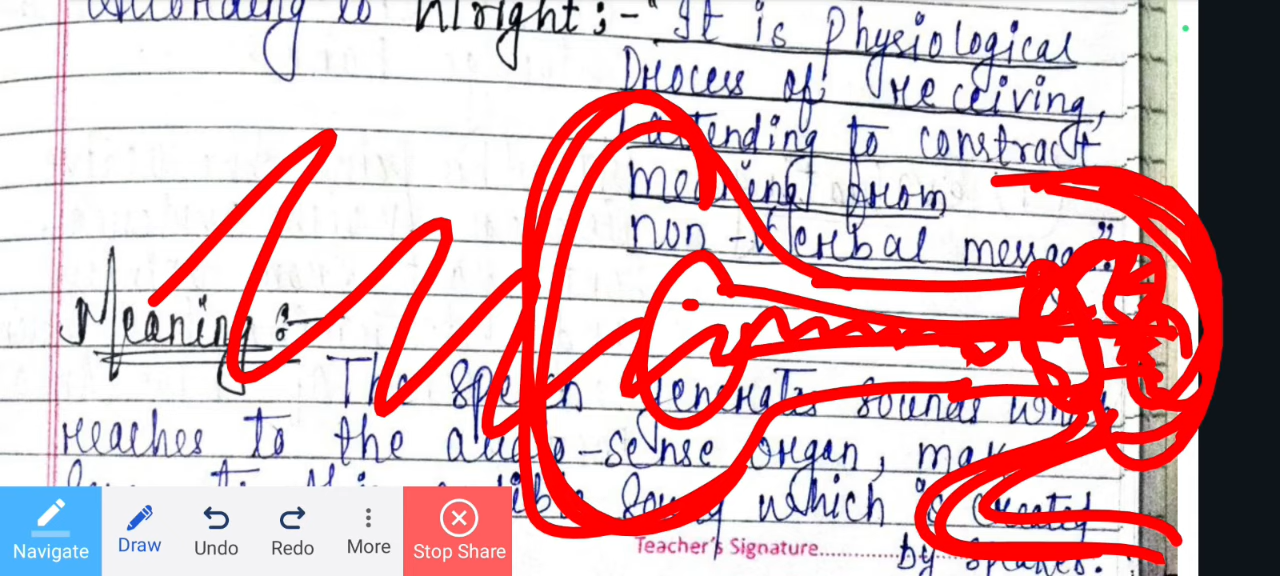 According to Wright :- "It is Physiological
Process of receiving,
attending to constract
meaning from
non-verbal message".
Meaning :-
The speech generates sounds which
reaches to the audio-sense organ,
which is created
by speaker.
Teacher's Signature
Navigate
Draw
Undo
Redo
More
Stop Share